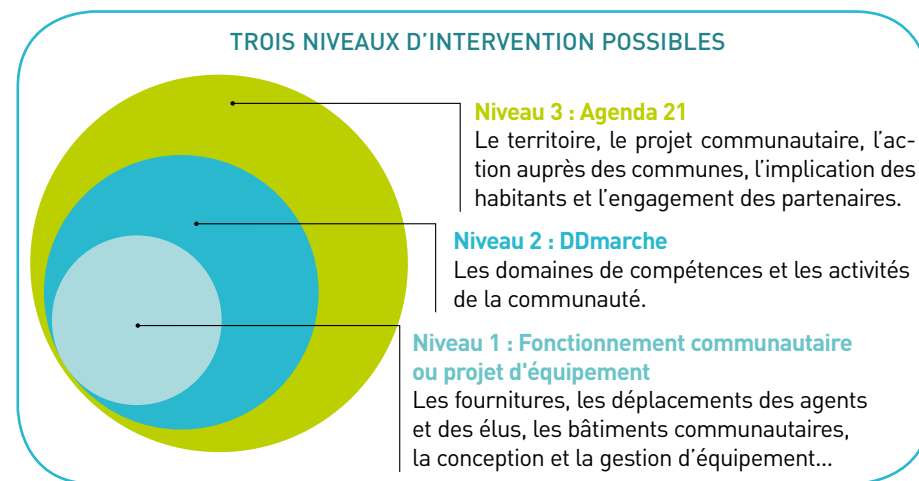 TROIS NIVEAUX D'INTERVENTION POSSIBLES
Niveau 3 : Agenda 21
Le territoire, le projet communautaire, l'ac-
tion auprès des communes, l'implication des
habitants et l'engagement des partenaires.
Niveau 2 : DDmarche
Les domaines de compétences et les activités
de la communauté.
Niveau 1 : Fonctionnement communautaire
ou projet d'équipement
Les fournitures, les déplacements des agents
et des élus, les bâtiments communautaires,
la conception et la gestion d'équipement...